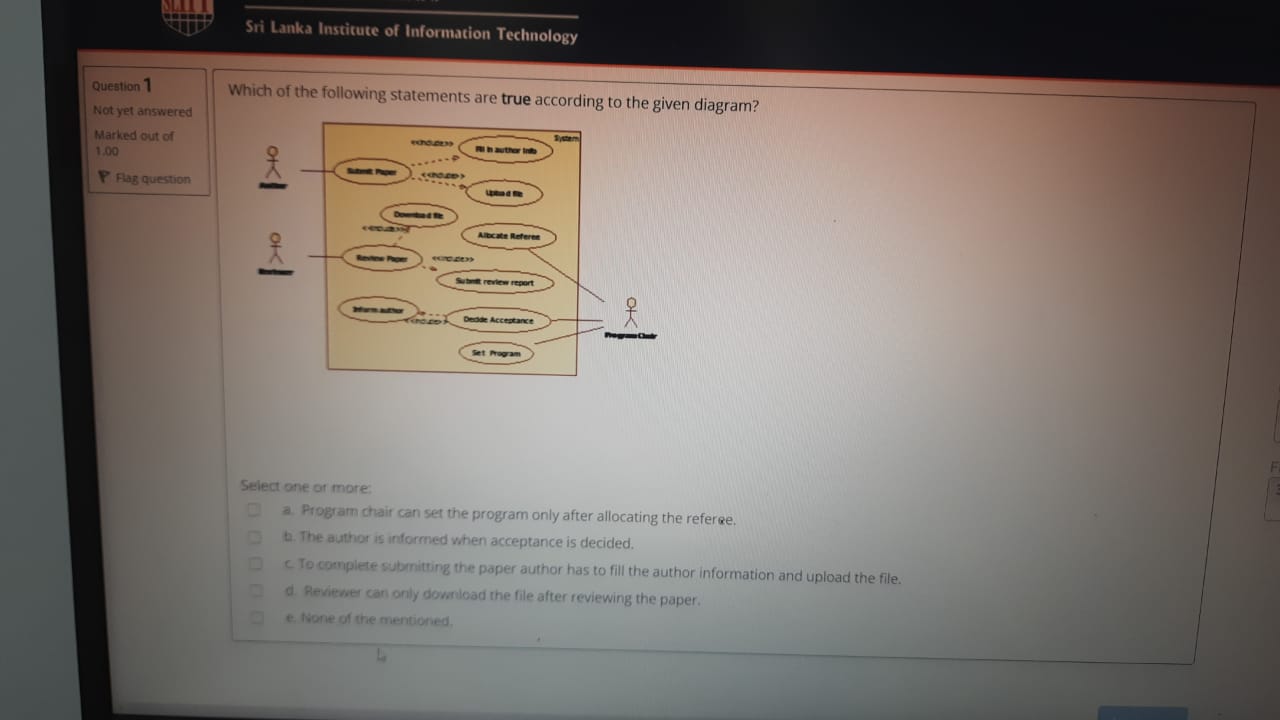 SLIIT
Sri Lanka Institute of Information Technology
Question 1
Not yet answered
Marked out of
1.00
Flag question
Which of the following statements are true according to the given diagram?
System
<<include>>
Fill in author Info
Submit Paper
<<include>>
Upload file
Author
Download file
<<include>>
Allocate Referee
Review Paper
<<include>>
Reviewer
Submit review report
Inform author
<<include>>
Decide Acceptance
Program Chair
Set Program
Select one or more:
a. Program chair can set the program only after allocating the referee.
b. The author is informed when acceptance is decided.
c. To complete submitting the paper author has to fill the author information and upload the file.
d. Reviewer can only download the file after reviewing the paper.
e. None of the mentioned.